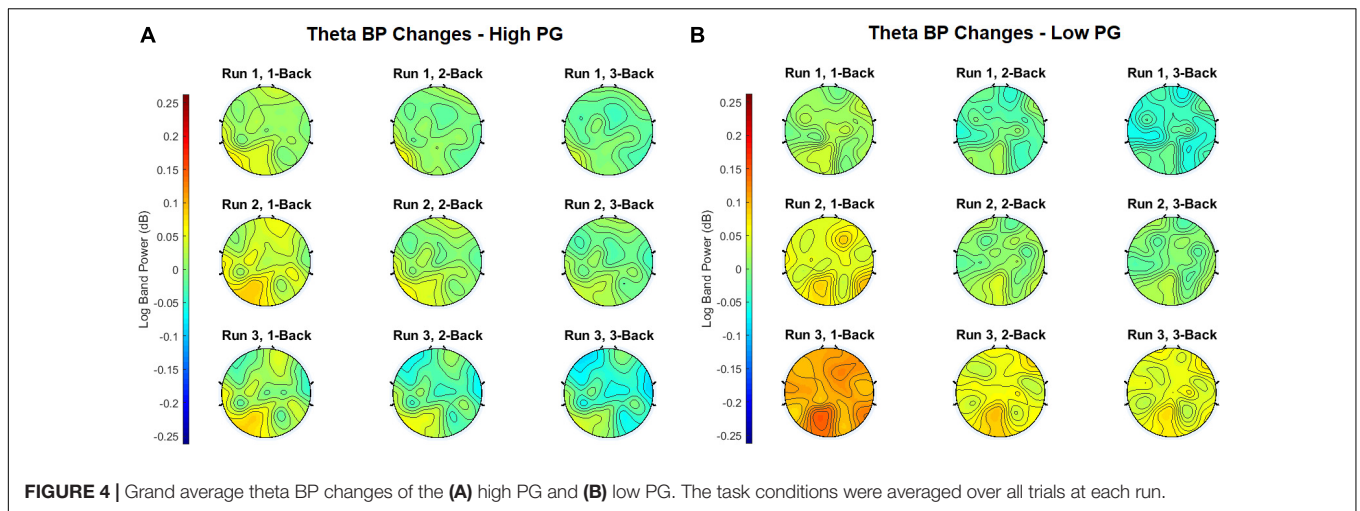 A
Theta BP Changes - High PG
Run 1, 1-Back
Run 1, 2-Back
Run 1, 3-Back
Run 2, 1-Back
Run 2, 2-Back
Run 2, 3-Back
Run 3, 1-Back
Run 3, 2-Back
Run 3, 3-Back
Log Band Power (dB)
0.25
0.2
0.15
0.1
0.05
0
-0.05
-0.1
-0.15
-0.2
-0.25
B
Theta BP Changes - Low PG
Run 1, 1-Back
Run 1, 2-Back
Run 1, 3-Back
Run 2, 1-Back
Run 2, 2-Back
Run 2, 3-Back
Run 3, 1-Back
Run 3, 2-Back
Run 3, 3-Back
Log Band Power (dB)
0.25
0.2
0.15
0.1
0.05
0
-0.05
-0.1
-0.15
-0.2
-0.25
FIGURE 4 | Grand average theta BP changes of the (A) high PG and (B) low PG. The task conditions were averaged over all trials at each run.